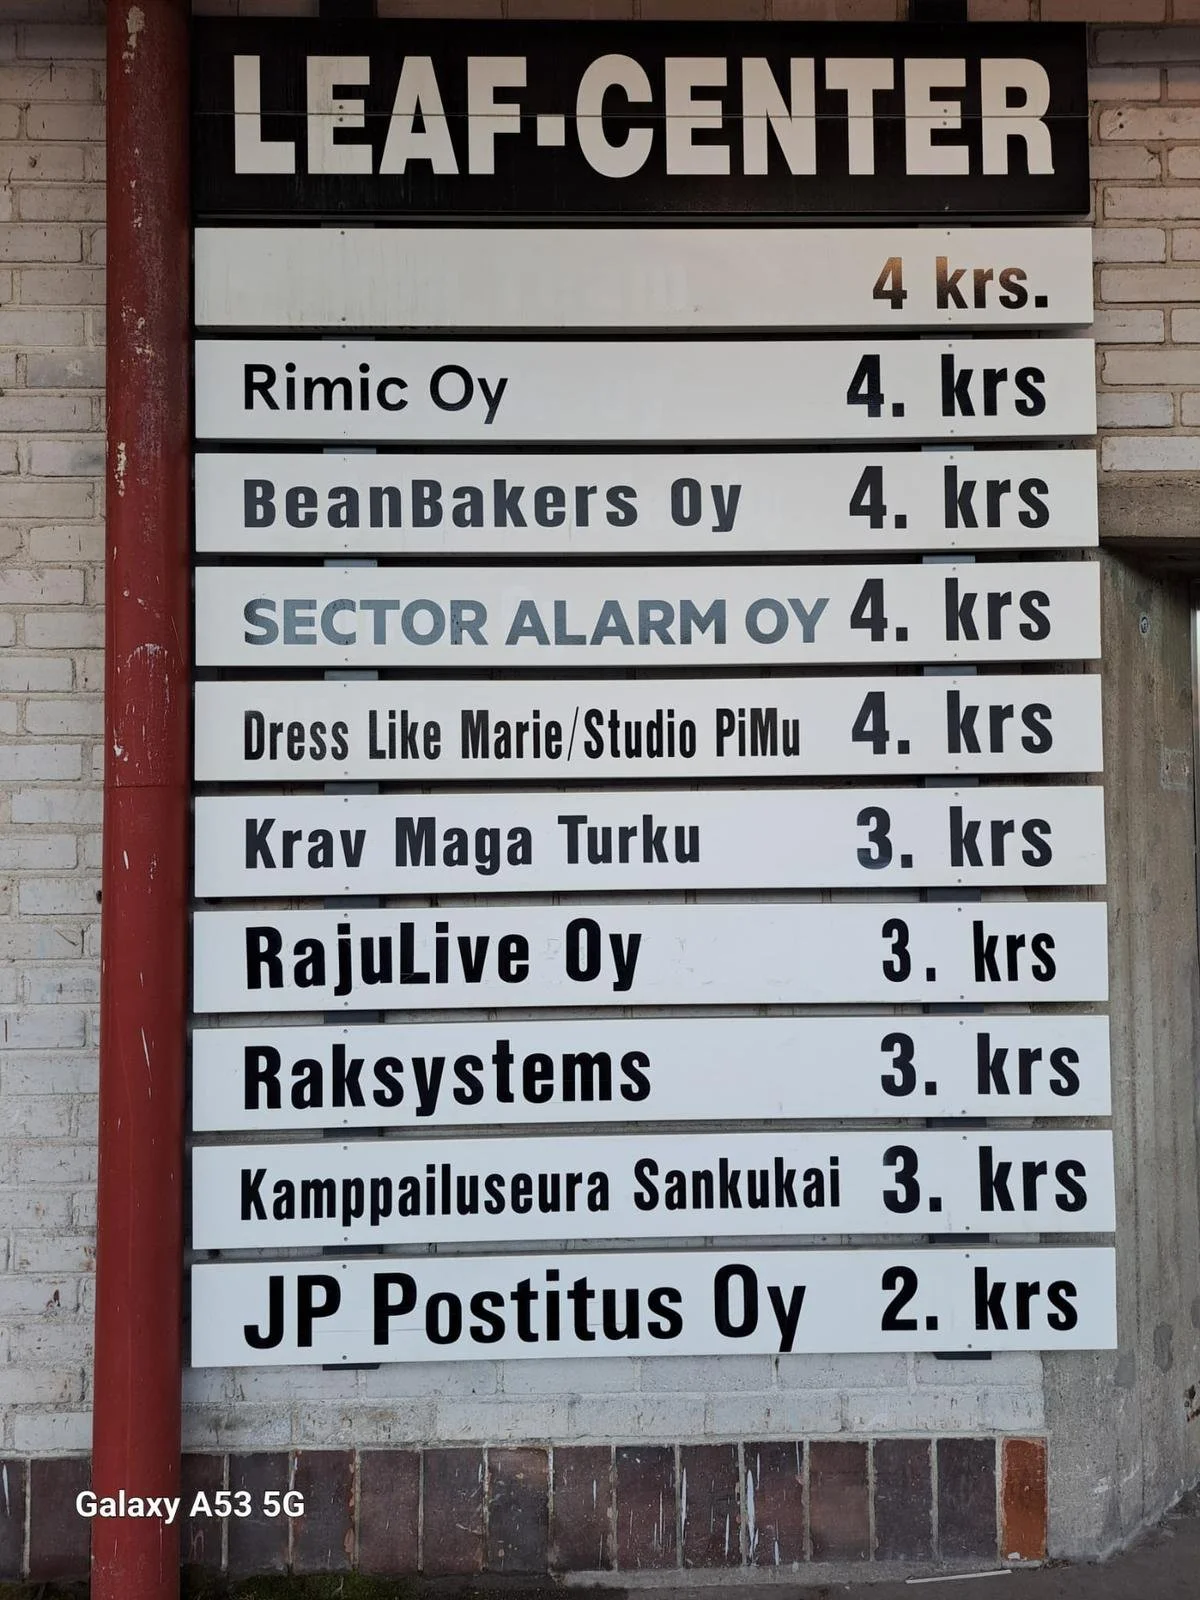 LEAF-CENTER
4 krs.
Rimic Oy 4. krs
BeanBakers Oy 4. krs
SECTOR ALARM OY 4. krs
Dress Like Marie/Studio PiMu 4. krs
Krav Maga Turku 3. krs
RajuLive Oy 3. krs
Raksystems 3. krs
Kamppailuseura Sankukai 3. krs
JP Postitus Oy 2. krs
Galaxy A53 5G